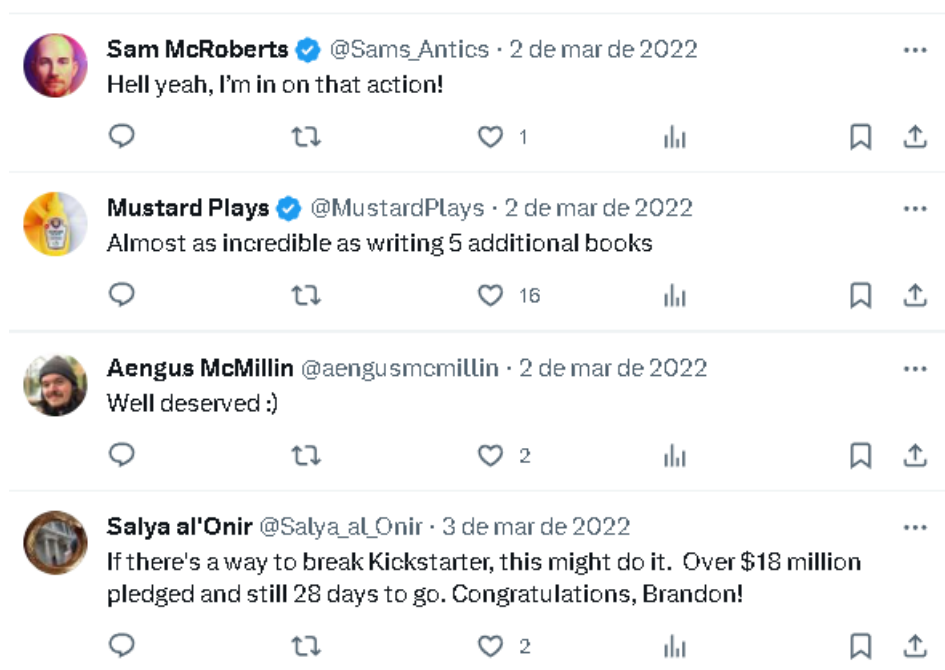 Sam McRoberts @Sams_Antics · 2 de mar de 2022
Hell yeah, I’m in on that action!
1
Mustard Plays @MustardPlays · 2 de mar de 2022
Almost as incredible as writing 5 additional books
16
Aengus McMillin @aengusmcmillin · 2 de mar de 2022
Well deserved :)
2
Salya al'Onir @Salya_al_Onir · 3 de mar de 2022
If there's a way to break Kickstarter, this might do it.  Over $18 million
pledged and still 28 days to go. Congratulations, Brandon!
2